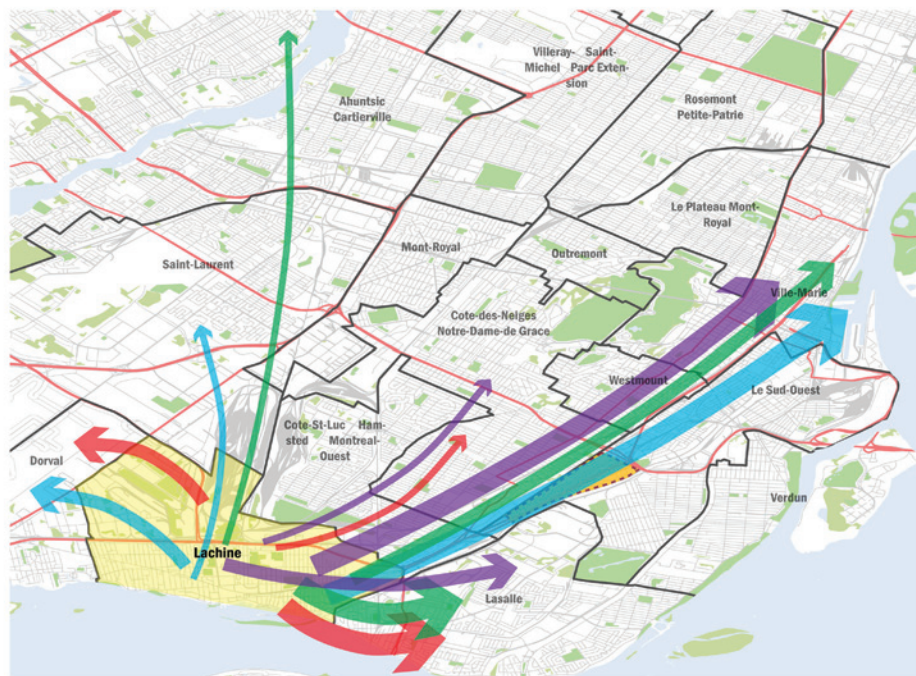 Villeray- Saint-
Michel Parc Exten-
sion
Ahuntsic
Cartierville
Rosemont
Petite-Patrie
Le Plateau Mont-
Royal
Mont-Royal
Outremont
Saint-Laurent
Ville-Marie
Cote-des-Neiges
Notre-Dame-de Grace
Westmount
Le Sud-Ouest
Cote-St-Luc Ham-
sted Montreal-
Ouest
Dorval
Verdun
Lachine
Lasalle